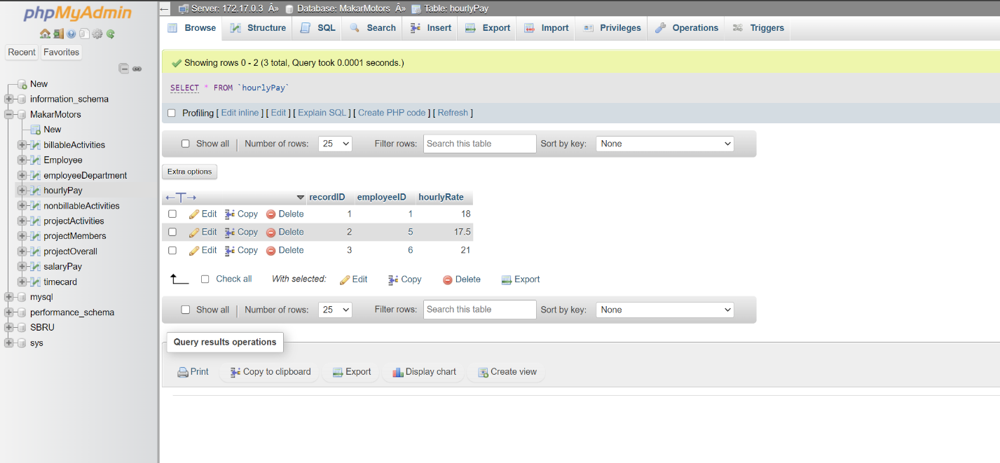 phpMyAdmin
Recent Favorites
New
information_schema
MakarMotors
New
billableActivities
Employee
employeeDepartment
hourlyPay
nonbillableActivities
projectActivities
projectMembers
projectOverall
salaryPay
timecard
mysql
performance_schema
SBRU
sys
Server: 172.17.0.3 Â» Database: MakarMotors Â» Table: hourlyPay
Browse Structure SQL Search Insert Export Import Privileges Operations Triggers
Showing rows 0 - 2 (3 total, Query took 0.0001 seconds.)
SELECT * FROM `hourlyPay`
Profiling [ Edit inline ] [ Edit ] [ Explain SQL ] [ Create PHP code ] [ Refresh ]
Show all | Number of rows: 25 Filter rows: Search this table Sort by key: None
Extra options
←T→ recordID employeeID hourlyRate
Edit Copy Delete 1 1 18
Edit Copy Delete 2 5 17.5
Edit Copy Delete 3 6 21
Check all With selected: Edit Copy Delete Export
Show all | Number of rows: 25 Filter rows: Search this table Sort by key: None
Query results operations
Print Copy to clipboard Export Display chart Create view